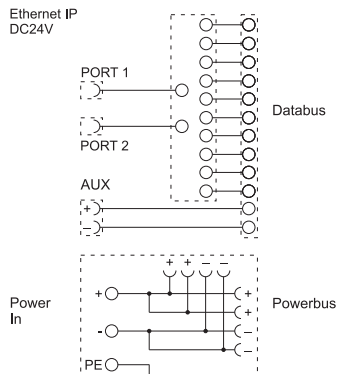 Ethernet IP
DC24V
PORT 1
Databus
PORT 2
AUX
+
–
+ + – –
Power
In
+
-
PE
+
+
–
–
Powerbus